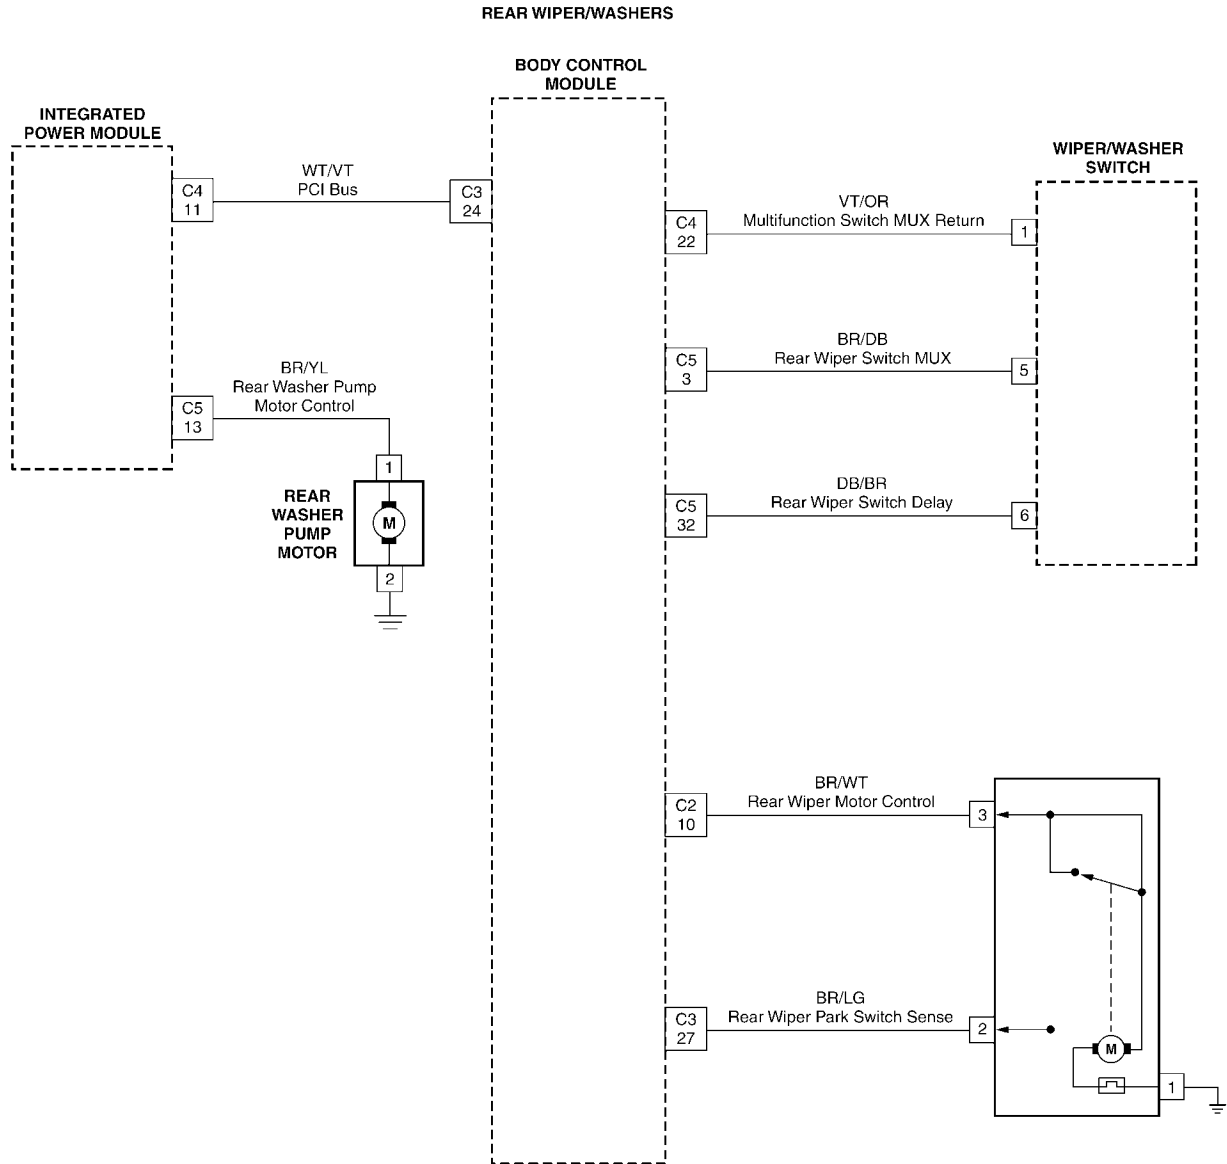 REAR WIPER/WASHERS
BODY CONTROL
MODULE
INTEGRATED
POWER MODULE
C4
11
WT/VT
PCI Bus
C3
24
C5
13
BR/YL
Rear Washer Pump
Motor Control
1
REAR
WASHER
PUMP
MOTOR
M
2
WIPER/WASHER
SWITCH
C4
22
VT/OR
Multifunction Switch MUX Return
1
C5
3
BR/DB
Rear Wiper Switch MUX
5
C5
32
DB/BR
Rear Wiper Switch Delay
6
C2
10
BR/WT
Rear Wiper Motor Control
3
C3
27
BR/LG
Rear Wiper Park Switch Sense
2
M
1